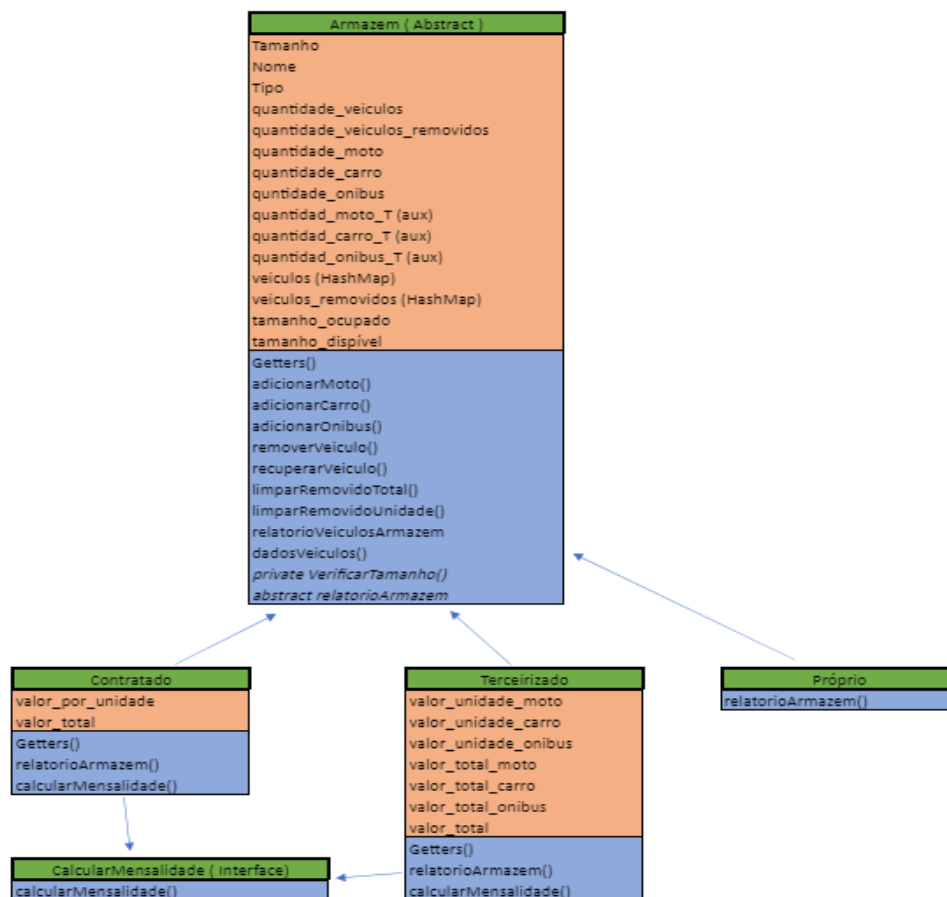 Armazem ( Abstract )
Tamanho
Nome
Tipo
quantidade_veiculos
quantidade_veiculos_removidos
quantidade_moto
quantidade_carro
quntidade_onibus
quantidad_moto_T (aux)
quantidad_carro_T (aux)
quantidad_onibus_T (aux)
veiculos (HashMap)
veiculos_removidos (HashMap)
tamanho_ocupado
tamanho_dispível
Getters()
adicionarMoto()
adicionarCarro()
adicionarOnibus()
removerVeiculo()
recuperarVeiculo()
limparRemovidoTotal()
limparRemovidoUnidade()
relatorioVeiculosArmazem
dadosVeiculos()
private VerificarTamanho()
abstract relatorioArmazem
Contratado
valor_por_unidade
valor_total
Getters()
relatorioArmazem()
calcularMensalidade()
Terceirizado
valor_unidade_moto
valor_unidade_carro
valor_unidade_onibus
valor_total_moto
valor_total_carro
valor_total_onibus
valor_total
Getters()
relatorioArmazem()
calcularMensalidade()
Próprio
relatorioArmazem()
CalcularMensalidade ( Interface)
calcularMensalidade()